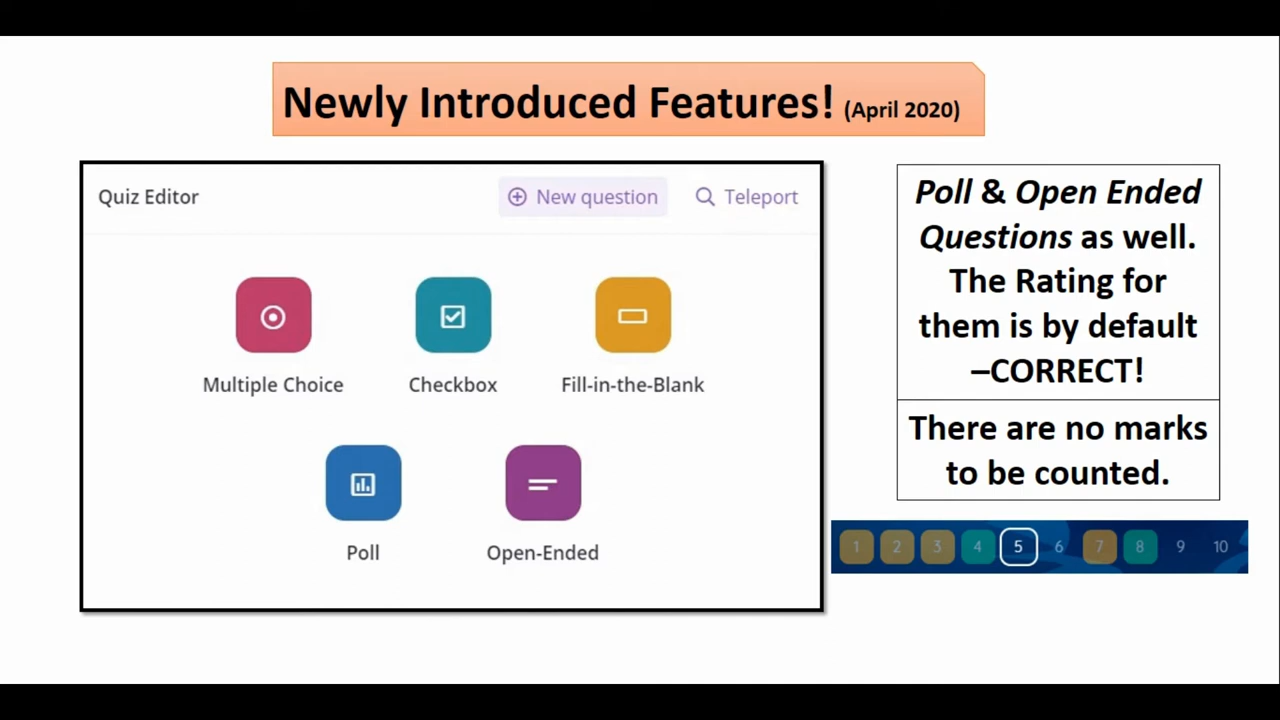 Newly Introduced Features! (April 2020)
Quiz Editor
New question
Teleport
Multiple Choice
Checkbox
Fill-in-the-Blank
Poll
Open-Ended
Poll & Open Ended
Questions as well.
The Rating for
them is by default
–CORRECT!
There are no marks
to be counted.
1 2 3 4 5 6 7 8 9 10